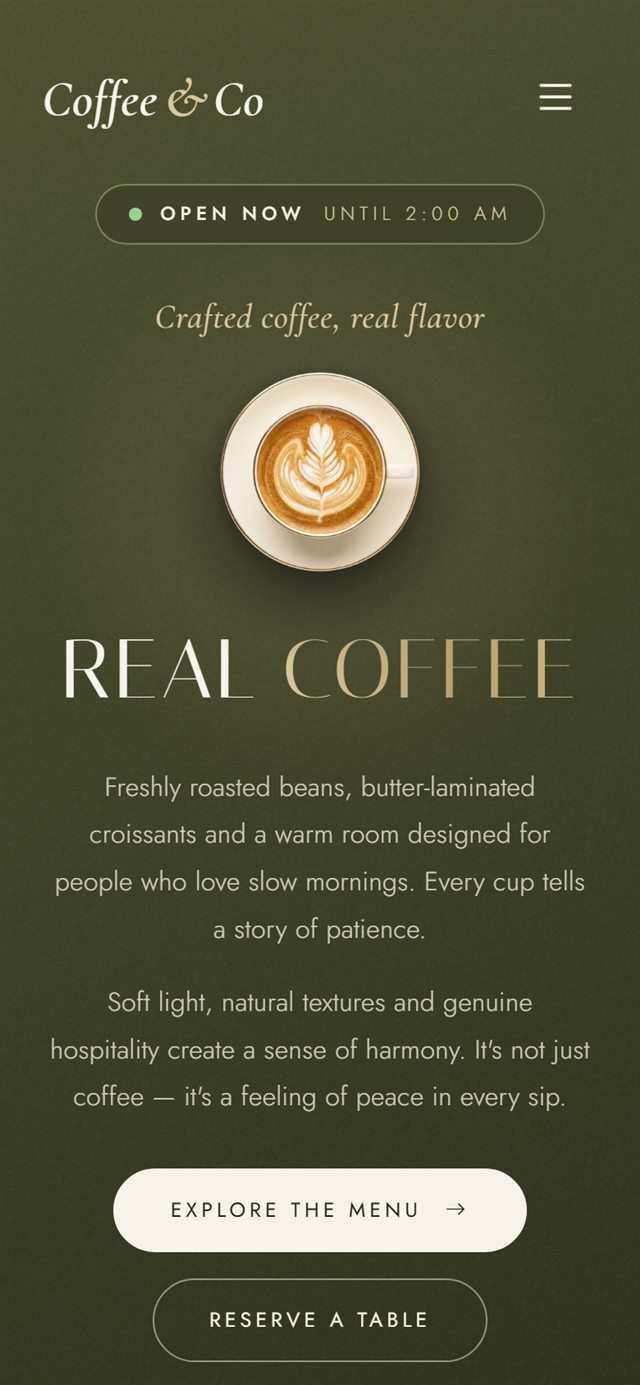 Coffee & Co
OPEN NOW UNTIL 2:00 AM
Crafted coffee, real flavor
REAL COFFEE
Freshly roasted beans, butter-laminated
croissants and a warm room designed for
people who love slow mornings. Every cup tells
a story of patience.
Soft light, natural textures and genuine
hospitality create a sense of harmony. It's not just
coffee — it's a feeling of peace in every sip.
EXPLORE THE MENU →
RESERVE A TABLE